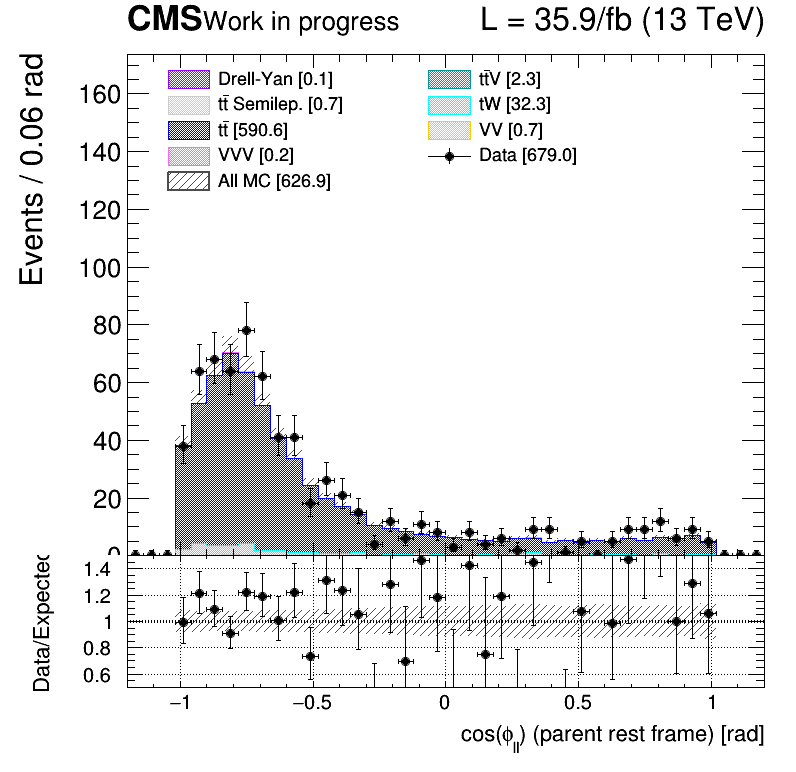 CMS Work in progress L = 35.9/fb (13 TeV)
Events / 0.06 rad
160
140
120
100
80
60
40
20
0
Drell-Yan [0.1]
tt̄ Semilep. [0.7]
tt̄ [590.6]
VVV [0.2]
All MC [626.9]
tt̄V [2.3]
tW [32.3]
VV [0.7]
Data [679.0]
Data/Expected
1.4
1.2
1
0.8
0.6
−1 −0.5 0 0.5 1
cos(ϕ_ll) (parent rest frame) [rad]